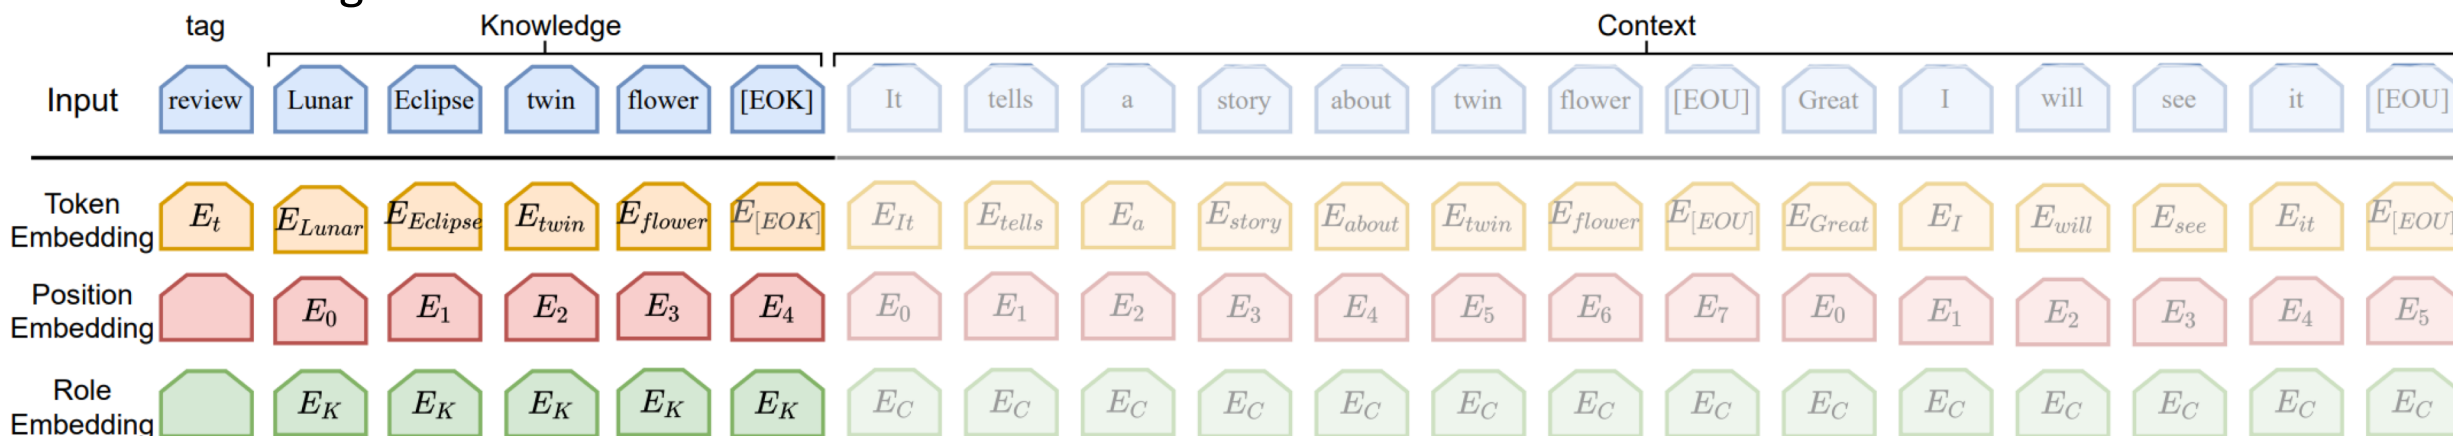 tag Knowledge Context
Input review Lunar Eclipse twin flower [EOK] It tells a story about twin flower [EOU] Great I will see it [EOU]
Token Embedding E_t E_Lunar E_Eclipse E_twin E_flower E_[EOK] E_It E_tells E_a E_story E_about E_twin E_flower E_[EOU] E_Great E_I E_will E_see E_it E_[EOU]
Position Embedding E_0 E_1 E_2 E_3 E_4 E_0 E_1 E_2 E_3 E_4 E_5 E_6 E_7 E_0 E_1 E_2 E_3 E_4 E_5
Role Embedding E_K E_K E_K E_K E_K E_C E_C E_C E_C E_C E_C E_C E_C E_C E_C E_C E_C E_C E_C